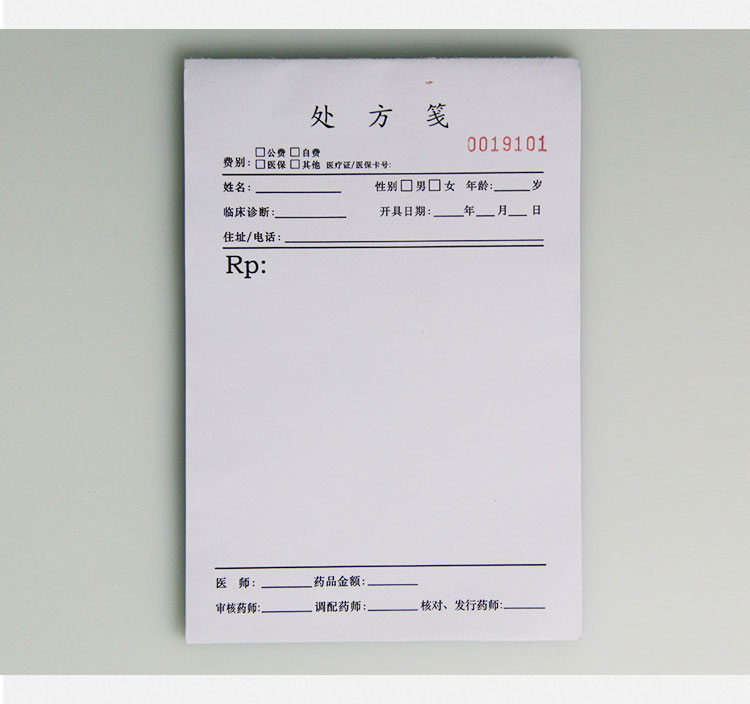 处 方 笺
0019101
费别: □公费 □自费
□医保 □其他 医疗证/医保卡号:
姓名: 性别□男□女 年龄: 岁
临床诊断: 开具日期: 年 月 日
住址/电话:
Rp:
医 师: 药品金额:
审核药师: 调配药师: 核对、发行药师: